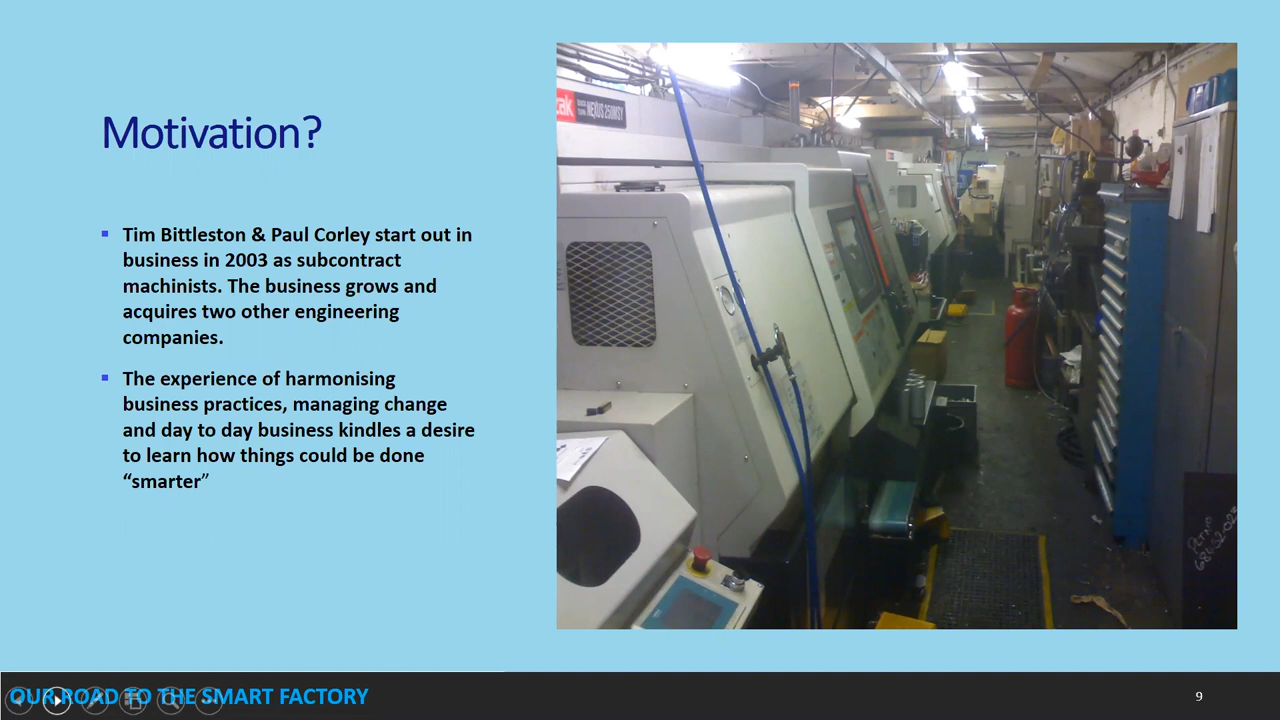 Motivation?
Tim Bittleston & Paul Corley start out in
business in 2003 as subcontract
machinists. The business grows and
acquires two other engineering
companies.
The experience of harmonising
business practices, managing change
and day to day business kindles a desire
to learn how things could be done
“smarter”
zak
NEXUS 250MSY
OUR ROAD TO THE SMART FACTORY
9